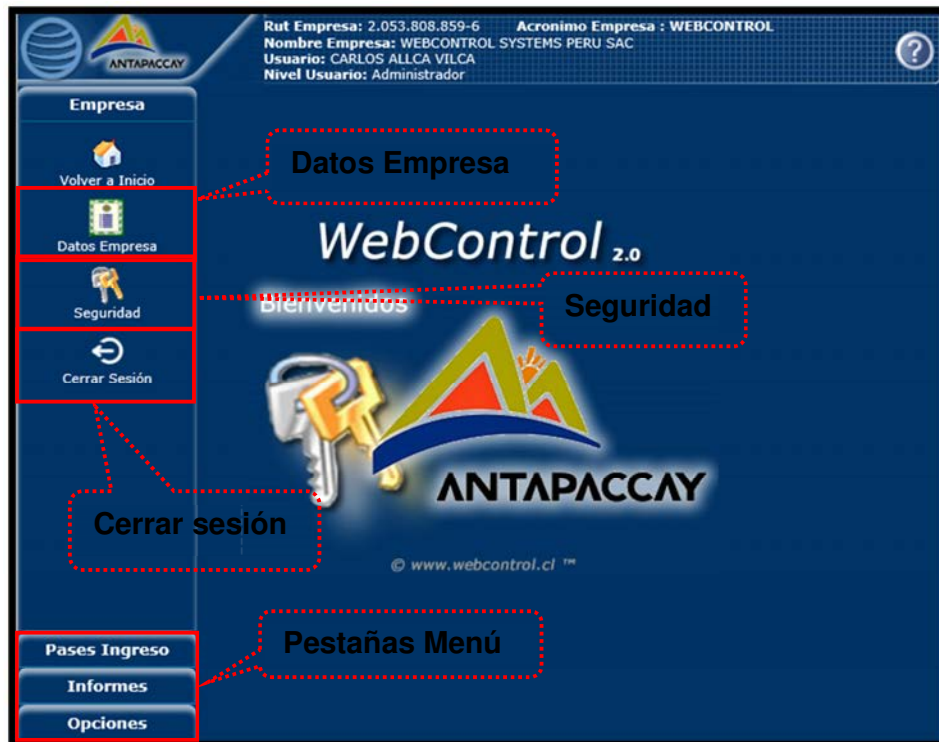 Rut Empresa: 2.053.808.859-6 Acronimo Empresa : WEBCONTROL
Nombre Empresa: WEBCONTROL SYSTEMS PERU SAC
Usuario: CARLOS ALLCA VILCA
Nivel Usuario: Administrador
?
ANTAPACCAY
Empresa
Volver a Inicio
Datos Empresa
Datos Empresa
WebControl 2.0
Seguridad
Seguridad
Bienvenidos
Cerrar Sesión
ANTAPACCAY
Cerrar sesión
© www.webcontrol.cl ™
Pases Ingreso
Pestañas Menú
Informes
Opciones